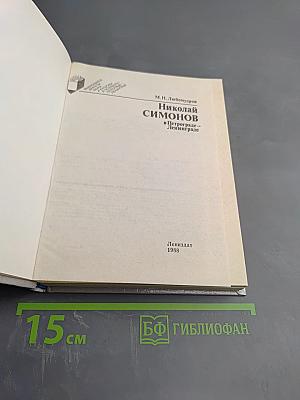 М. Н. Любомудров
Николай
СИМОНОВ
в Петрограде —
Ленинграде
Лениздат
1988
15 см
БФ ГИБЛИОФАН